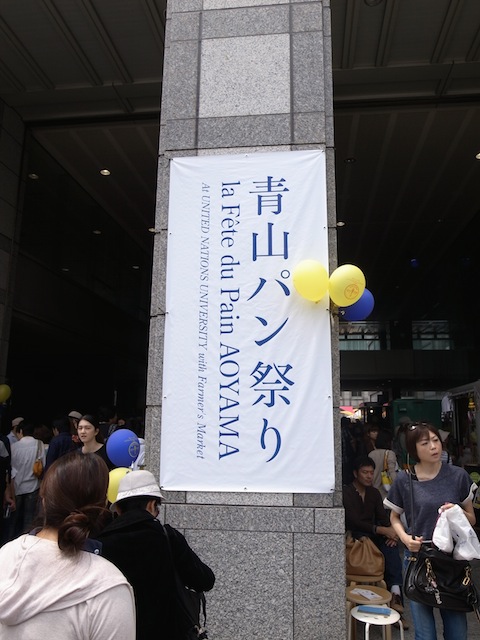 青山パン祭り
la Fête du Pain AOYAMA
At UNITED NATIONS UNIVERSITY with Farmer's Market